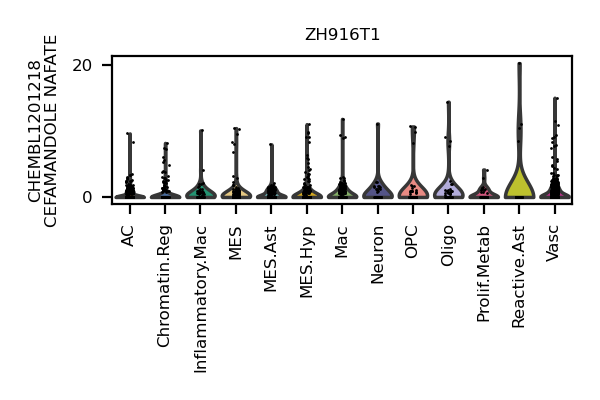 ZH916T1
CHEMBL1201218
CEFAMANDOLE NAFATE
20
0
AC
Chromatin.Reg
Inflammatory.Mac
MES
MES.Ast
MES.Hyp
Mac
Neuron
OPC
Oligo
Prolif.Metab
Reactive.Ast
Vasc